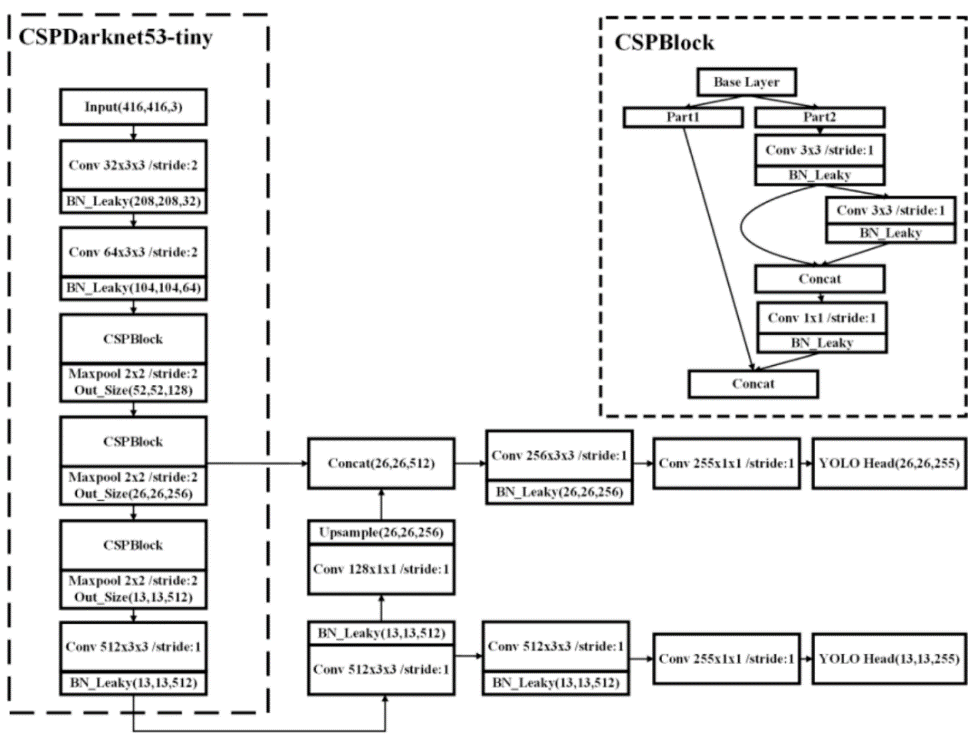 CSPDarknet53-tiny
Input(416,416,3)
Conv 32x3x3 /stride:2
BN_Leaky(208,208,32)
Conv 64x3x3 /stride:2
BN_Leaky(104,104,64)
CSPBlock
Maxpool 2x2 /stride:2
Out_Size(52,52,128)
CSPBlock
Maxpool 2x2 /stride:2
Out_Size(26,26,256)
CSPBlock
Maxpool 2x2 /stride:2
Out_Size(13,13,512)
Conv 512x3x3 /stride:1
BN_Leaky(13,13,512)
CSPBlock
Base Layer
Part1
Part2
Conv 3x3 /stride:1
BN_Leaky
Conv 3x3 /stride:1
BN_Leaky
Concat
Conv 1x1 /stride:1
BN_Leaky
Concat
Concat(26,26,512)
Conv 256x3x3 /stride:1
BN_Leaky(26,26,256)
Conv 255x1x1 /stride:1
YOLO Head(26,26,255)
Upsample(26,26,256)
Conv 128x1x1 /stride:1
BN_Leaky(13,13,512)
Conv 512x3x3 /stride:1
Conv 512x3x3 /stride:1
BN_Leaky(13,13,512)
Conv 255x1x1 /stride:1
YOLO Head(13,13,255)